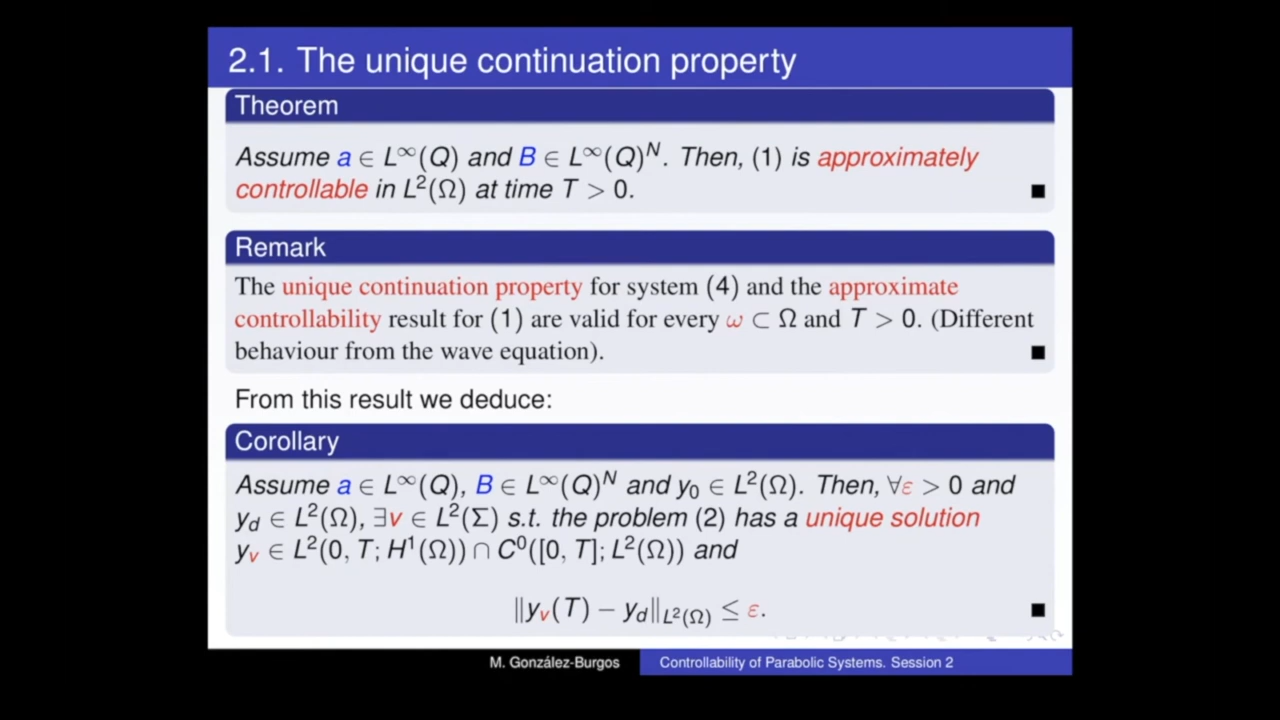 2.1. The unique continuation property
Theorem
Assume a ∈ L^∞(Q) and B ∈ L^∞(Q)^N. Then, (1) is approximately
controllable in L²(Ω) at time T > 0. ■
Remark
The unique continuation property for system (4) and the approximate
controllability result for (1) are valid for every ω ⊂ Ω and T > 0. (Different
behaviour from the wave equation). ■
From this result we deduce:
Corollary
Assume a ∈ L^∞(Q), B ∈ L^∞(Q)^N and y₀ ∈ L²(Ω). Then, ∀ε > 0 and
y_d ∈ L²(Ω), ∃v ∈ L²(Σ) s.t. the problem (2) has a unique solution
y_v ∈ L²(0, T; H¹(Ω)) ∩ C⁰([0, T]; L²(Ω)) and
‖y_v(T) − y_d‖_{L²(Ω)} ≤ ε. ■
M. González-Burgos Controllability of Parabolic Systems. Session 2